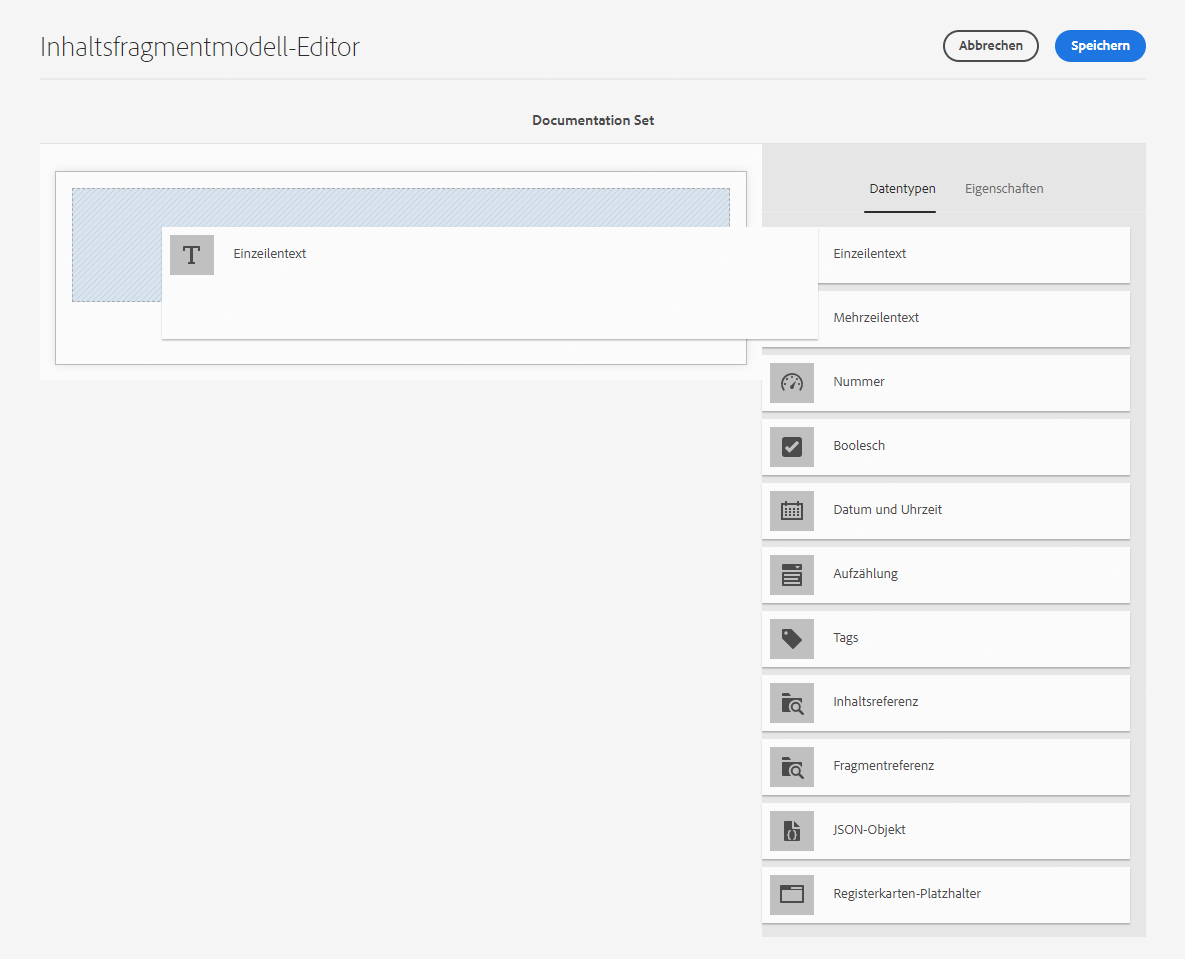 Inhaltsfragmentmodell-Editor
Abbrechen
Speichern
Documentation Set
Datentypen
Eigenschaften
T
Einzeilentext
Einzeilentext
Mehrzeilentext
Nummer
Boolesch
Datum und Uhrzeit
Aufzählung
Tags
Inhaltsreferenz
Fragmentreferenz
JSON-Objekt
Registerkarten-Platzhalter